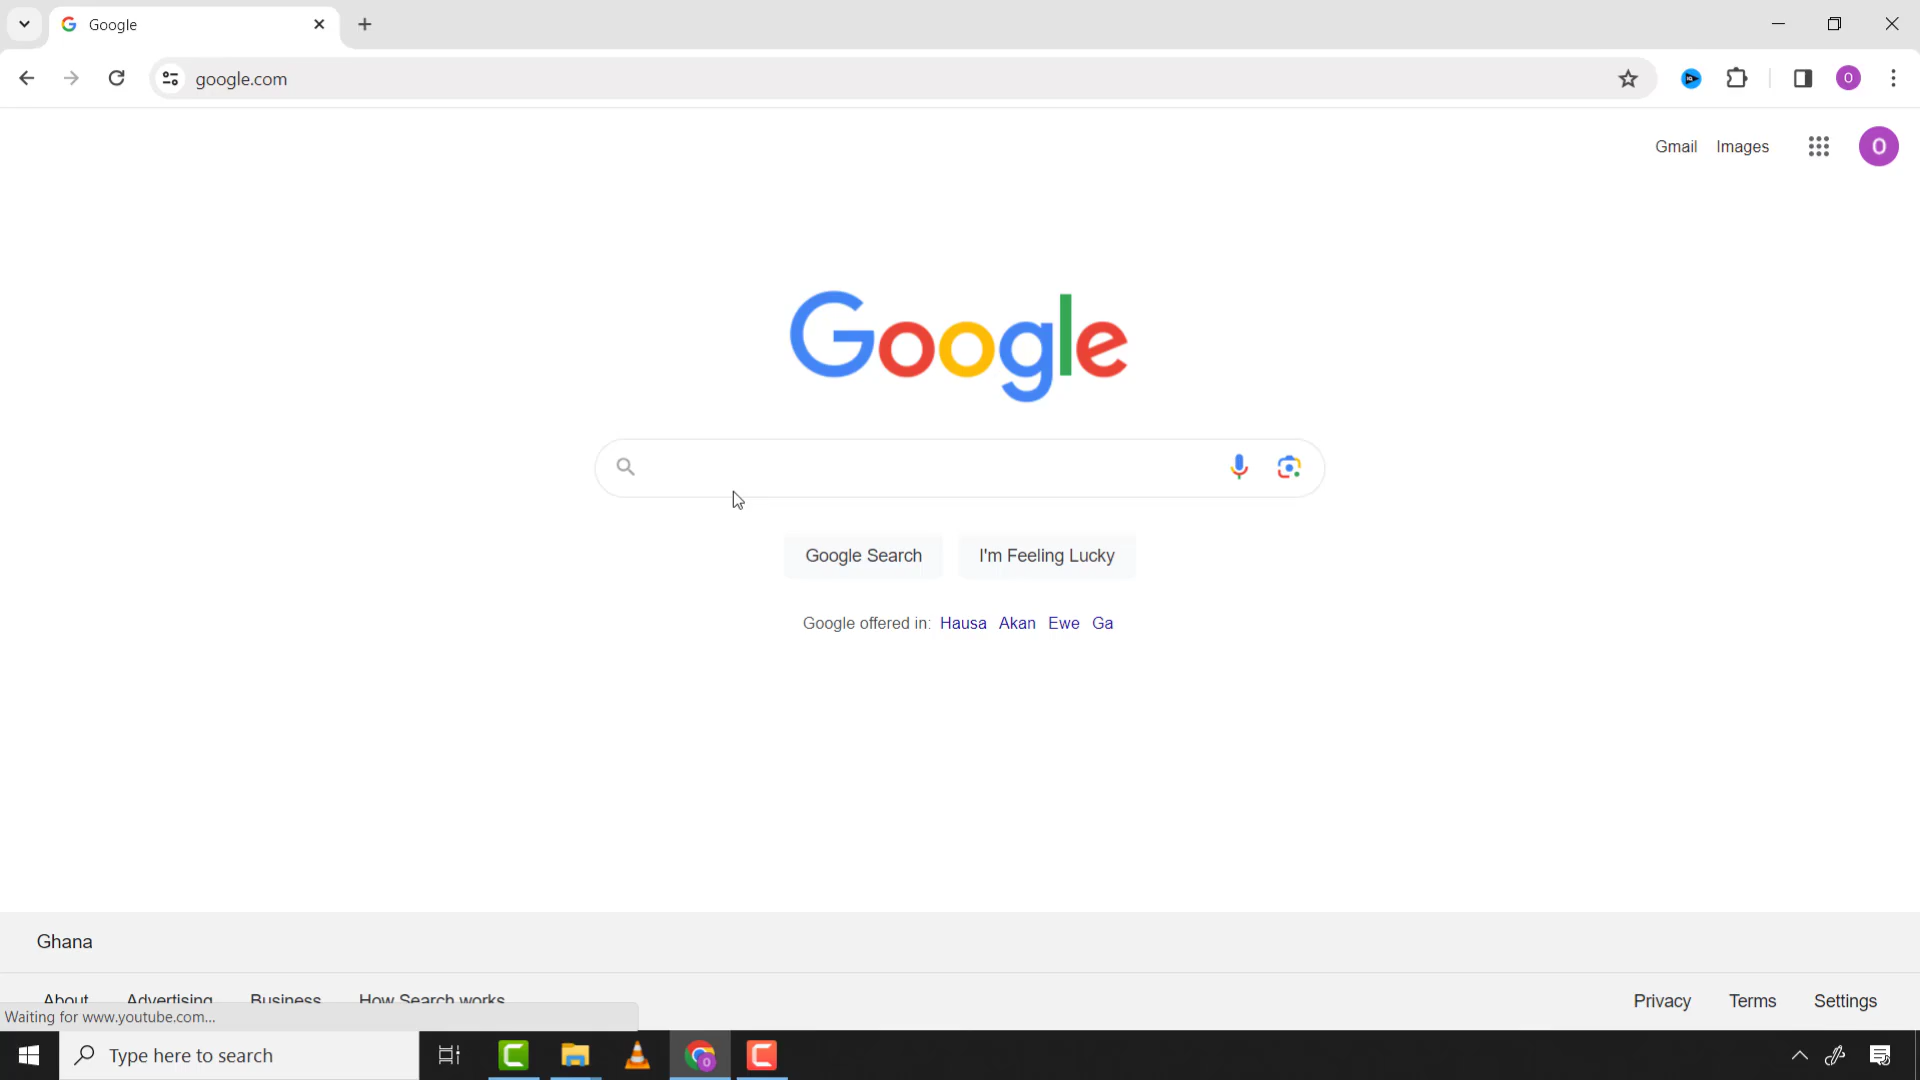 Google
google.com
O
Gmail Images
O
Google
Google Search I'm Feeling Lucky
Google offered in: Hausa Akan Ewe Ga
Ghana
About Advertising Business How Search works
Privacy Terms Settings
Waiting for www.youtube.com...
Type here to search